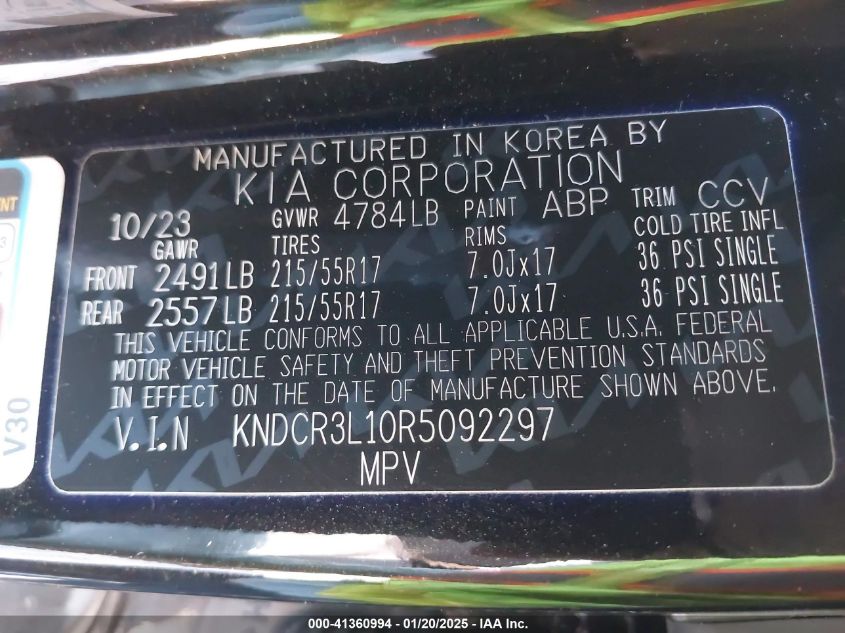 MANUFACTURED IN KOREA BY
KIA CORPORATION
10/23 GVWR 4784LB PAINT ABP TRIM CCV
GAWR TIRES RIMS COLD TIRE INFL
FRONT 2491LB 215/55R17 7.0Jx17 36 PSI SINGLE
REAR 2557LB 215/55R17 7.0Jx17 36 PSI SINGLE
THIS VEHICLE CONFORMS TO ALL APPLICABLE U.S.A. FEDERAL
MOTOR VEHICLE SAFETY AND THEFT PREVENTION STANDARDS
IN EFFECT ON THE DATE OF MANUFACTURE SHOWN ABOVE.
V.I.N KNDCR3L10R5092297
MPV
V30
000-41360994 / 01/20/2025 - IAA Inc.